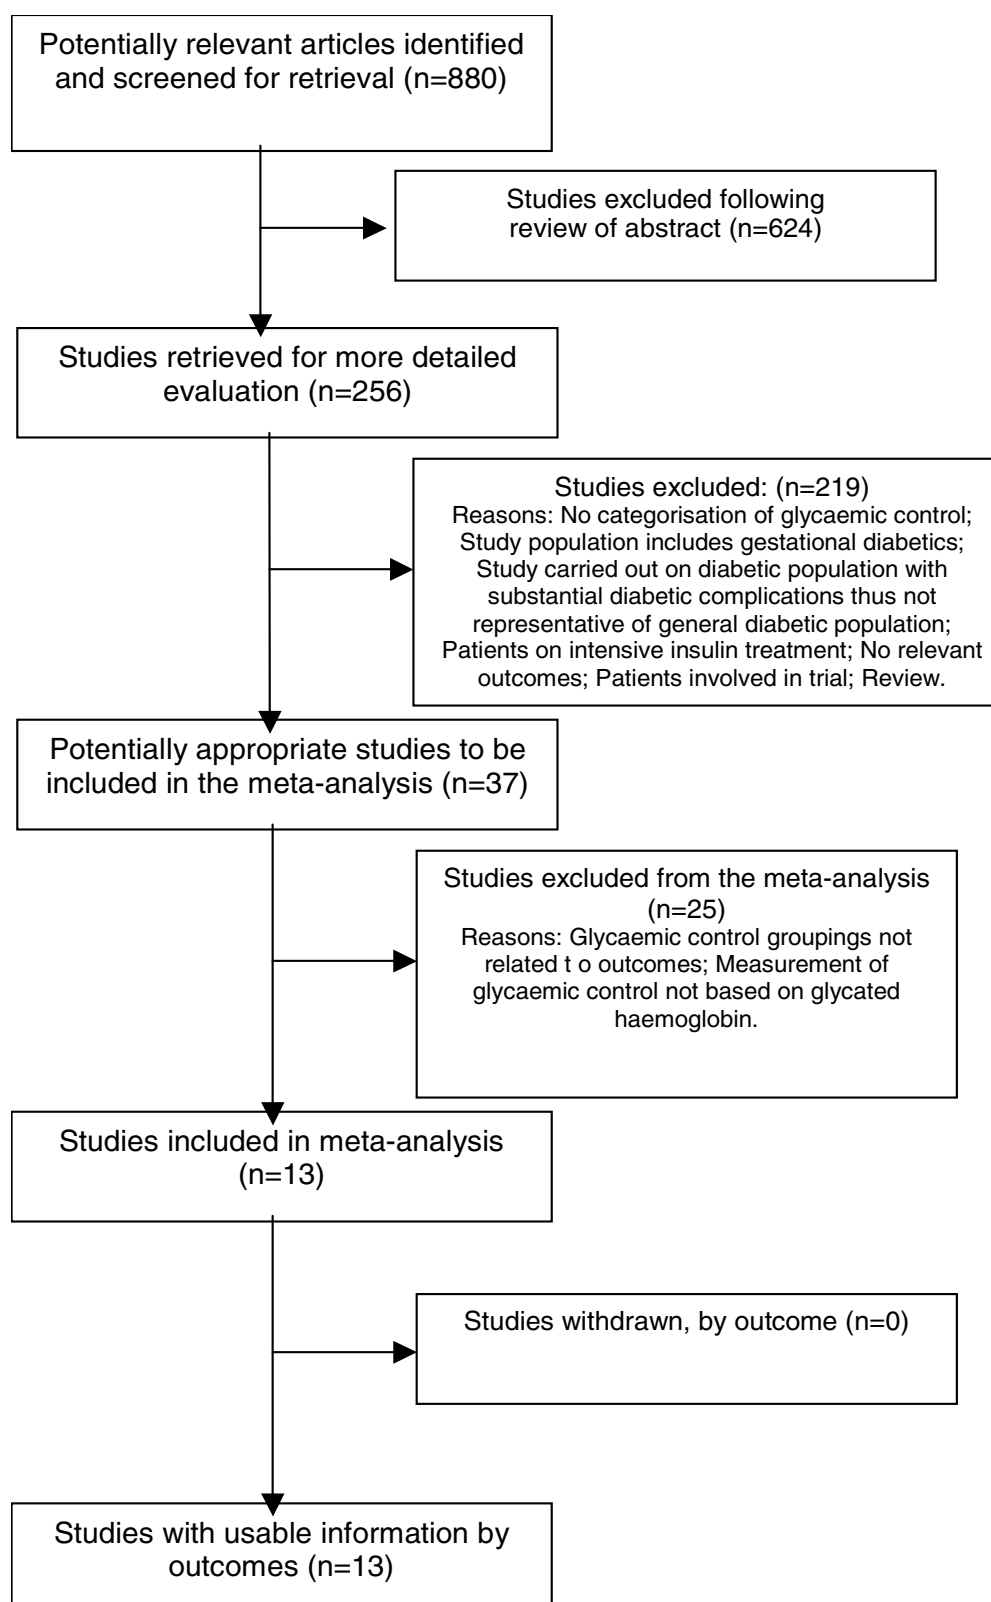 Potentially relevant articles identified
and screened for retrieval (n=880)
Studies excluded following
review of abstract (n=624)
Studies retrieved for more detailed
evaluation (n=256)
Studies excluded: (n=219)
Reasons: No categorisation of glycaemic control;
Study population includes gestational diabetics;
Study carried out on diabetic population with
substantial diabetic complications thus not
representative of general diabetic population;
Patients on intensive insulin treatment; No relevant
outcomes; Patients involved in trial; Review.
Potentially appropriate studies to be
included in the meta-analysis (n=37)
Studies excluded from the meta-analysis
(n=25)
Reasons: Glycaemic control groupings not
related t o outcomes; Measurement of
glycaemic control not based on glycated
haemoglobin.
Studies included in meta-analysis
(n=13)
Studies withdrawn, by outcome (n=0)
Studies with usable information by
outcomes (n=13)